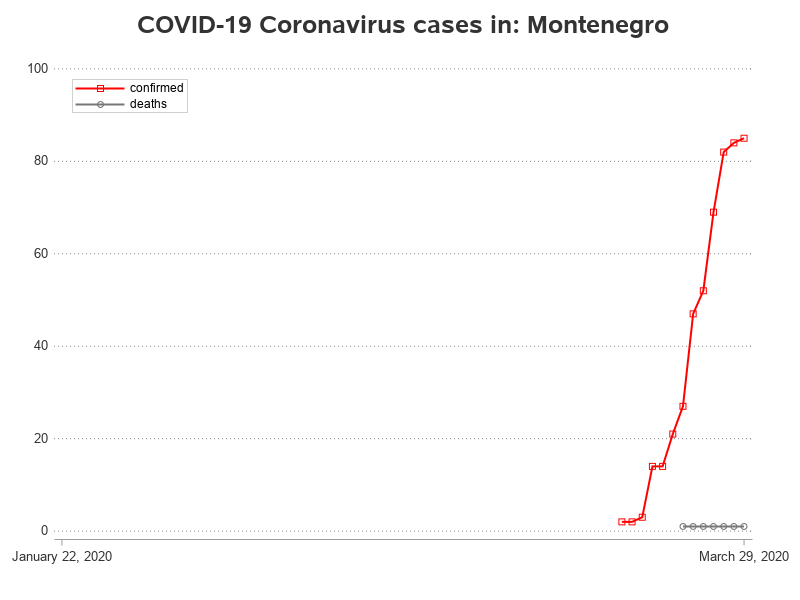 COVID-19 Coronavirus cases in: Montenegro
100
confirmed
deaths
80
60
40
20
0
January 22, 2020
March 29, 2020